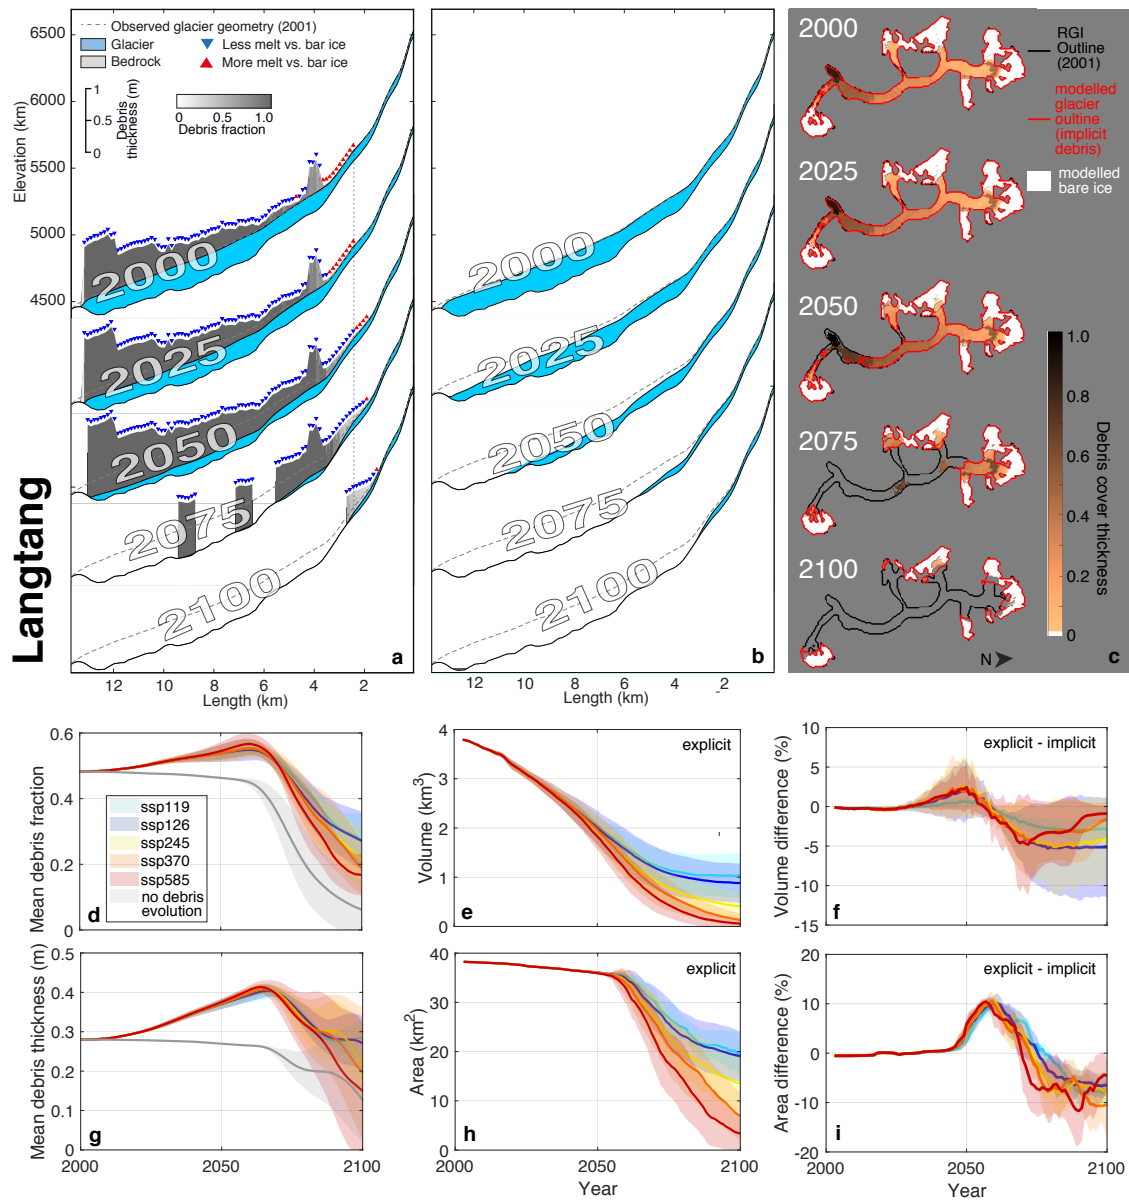 Langtang
Elevation (km)
6500
6000
5500
5000
4500
Observed glacier geometry (2001)
Glacier
Bedrock
Less melt vs. bar ice
More melt vs. bar ice
1
0.5
0
Debris
thickness (m)
0
0.5
1.0
Debris fraction
2000
2025
2050
2075
2100
a
12
10
8
6
4
2
Length (km)
2000
2025
2050
2075
2100
b
12
10
8
6
4
2
Length (km)
2000
2025
2050
2075
2100
RGI
Outline
(2001)
modelled
glacier
oultine
(implicit
debris)
modelled
bare ice
1.0
0.8
0.6
0.4
0.2
0
Debris cover thickness
N
c
Mean debris fraction
0.6
0.4
0.2
0
ssp119
ssp126
ssp245
ssp370
ssp585
no debris
evolution
d
Volume (km3)
4
3
2
1
0
explicit
e
Volume difference (%)
10
5
0
-5
-10
-15
explicit - implicit
f
Mean debris thickness (m)
0.5
0.4
0.3
0.2
0.1
0
g
2000
2050
2100
Area (km2)
40
20
0
explicit
h
2000
2050
2100
Year
Area difference (%)
20
10
0
-10
-20
explicit - implicit
i
2000
2050
2100
Year